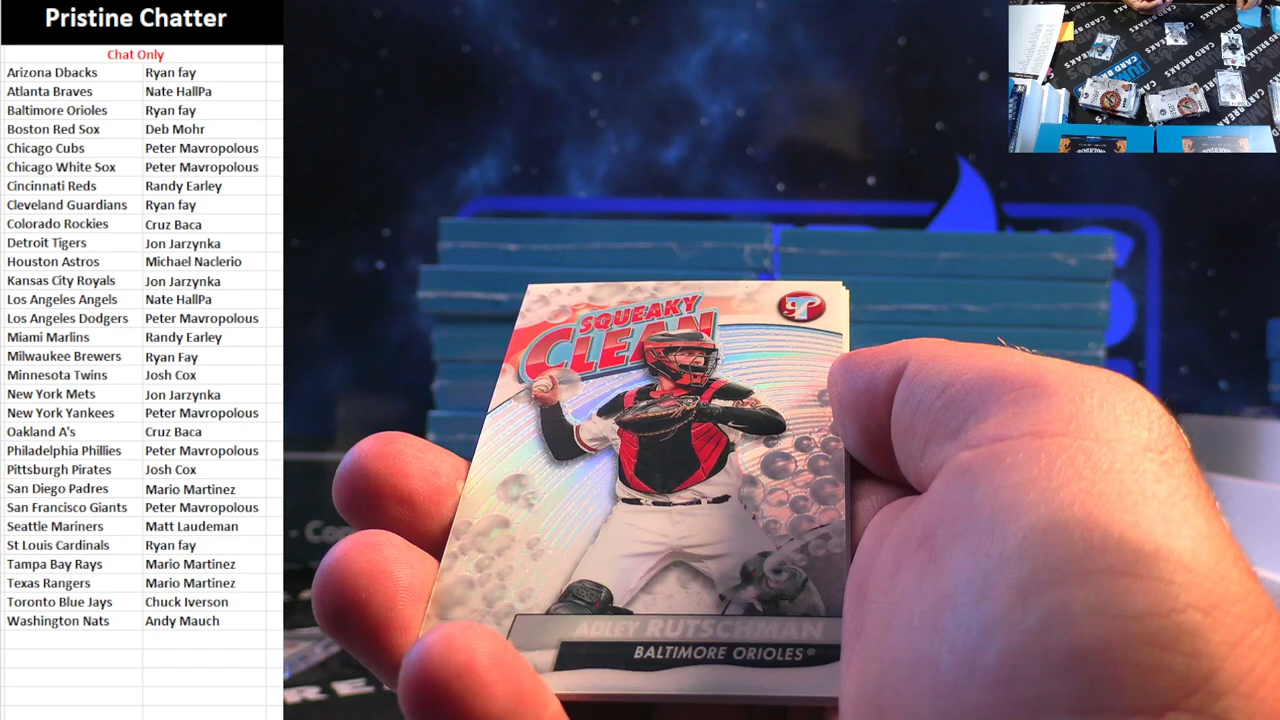 Pristine Chatter
Chat Only
Arizona Dbacks Ryan fay
Atlanta Braves Nate HallPa
Baltimore Orioles Ryan fay
Boston Red Sox Deb Mohr
Chicago Cubs Peter Mavropolous
Chicago White Sox Peter Mavropolous
Cincinnati Reds Randy Earley
Cleveland Guardians Ryan fay
Colorado Rockies Cruz Baca
Detroit Tigers Jon Jarzynka
Houston Astros Michael Naclerio
Kansas City Royals Jon Jarzynka
Los Angeles Angels Nate HallPa
Los Angeles Dodgers Peter Mavropolous
Miami Marlins Randy Earley
Milwaukee Brewers Ryan Fay
Minnesota Twins Josh Cox
New York Mets Jon Jarzynka
New York Yankees Peter Mavropolous
Oakland A's Cruz Baca
Philadelphia Phillies Peter Mavropolous
Pittsburgh Pirates Josh Cox
San Diego Padres Mario Martinez
San Francisco Giants Peter Mavropolous
Seattle Mariners Matt Laudeman
St Louis Cardinals Ryan fay
Tampa Bay Rays Mario Martinez
Texas Rangers Mario Martinez
Toronto Blue Jays Chuck Iverson
Washington Nats Andy Mauch
SQUEAKY
CLEAN
ADLEY RUTSCHMAN
BALTIMORE ORIOLES
CARD BREAKS